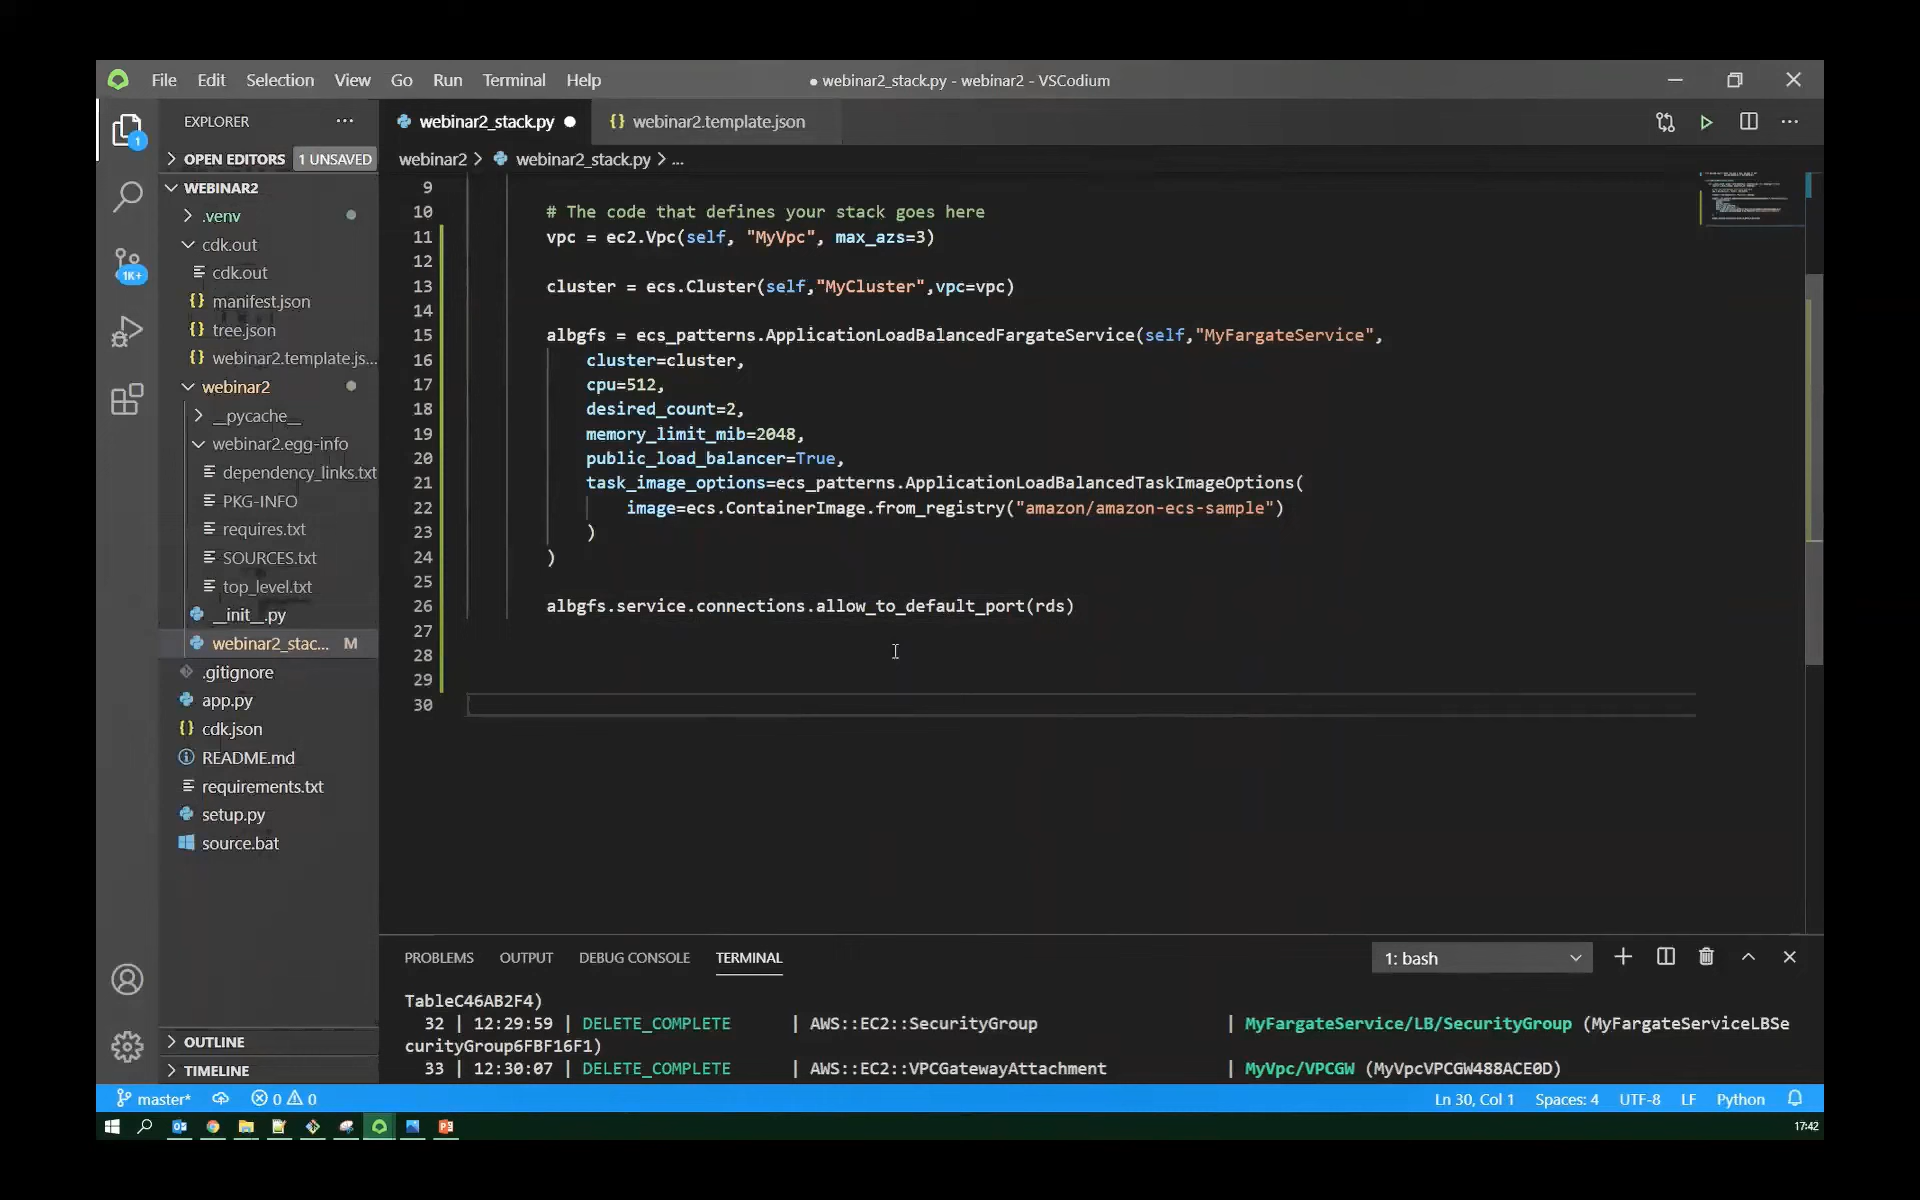 File Edit Selection View Go Run Terminal Help
● webinar2_stack.py - webinar2 - VSCodium
EXPLORER
OPEN EDITORS 1 UNSAVED
WEBINAR2
.venv
cdk.out
cdk.out
manifest.json
tree.json
webinar2.template.js...
webinar2
__pycache__
webinar2.egg-info
dependency_links.txt
PKG-INFO
requires.txt
SOURCES.txt
top_level.txt
__init__.py
webinar2_stac... M
.gitignore
app.py
cdk.json
README.md
requirements.txt
setup.py
source.bat
OUTLINE
TIMELINE
1
1K+
webinar2_stack.py ● {} webinar2.template.json
webinar2 > webinar2_stack.py > ...
9
10 # The code that defines your stack goes here
11 vpc = ec2.Vpc(self, "MyVpc", max_azs=3)
12
13 cluster = ecs.Cluster(self,"MyCluster",vpc=vpc)
14
15 albgfs = ecs_patterns.ApplicationLoadBalancedFargateService(self,"MyFargateService",
16 cluster=cluster,
17 cpu=512,
18 desired_count=2,
19 memory_limit_mib=2048,
20 public_load_balancer=True,
21 task_image_options=ecs_patterns.ApplicationLoadBalancedTaskImageOptions(
22 image=ecs.ContainerImage.from_registry("amazon/amazon-ecs-sample")
23 )
24 )
25
26 albgfs.service.connections.allow_to_default_port(rds)
27
28
29
30
PROBLEMS OUTPUT DEBUG CONSOLE TERMINAL 1: bash
TableC46AB2F4)
32 | 12:29:59 | DELETE_COMPLETE | AWS::EC2::SecurityGroup | MyFargateService/LB/SecurityGroup (MyFargateServiceLBSe
curityGroup6FBF16F1)
33 | 12:30:07 | DELETE_COMPLETE | AWS::EC2::VPCGatewayAttachment | MyVpc/VPCGW (MyVpcVPCGW488ACE0D)
master* 0 0 Ln 30, Col 1 Spaces: 4 UTF-8 LF Python
17:42